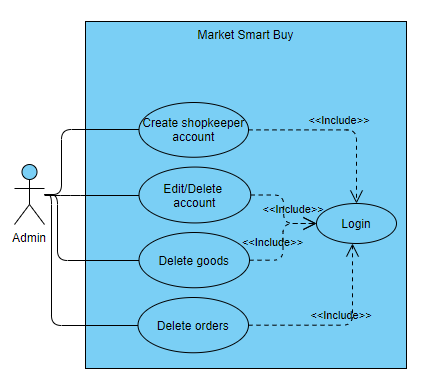 Market Smart Buy
Create shopkeeper
account
<<Include>>
Edit/Delete
account
<<Include>>
Login
Admin
<<Include>>
Delete goods
<<Include>>
Delete orders